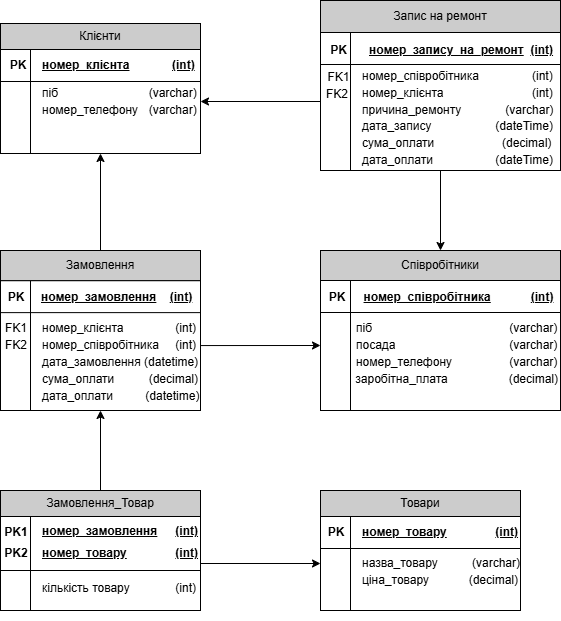 Клієнти
PK номер_клієнта (int)
піб (varchar)
номер_телефону (varchar)
Запис на ремонт
PK номер_запису_на_ремонт (int)
FK1 номер_співробітника (int)
FK2 номер_клієнта (int)
причина_ремонту (varchar)
дата_запису (dateTime)
сума_оплати (decimal)
дата_оплати (dateTime)
Замовлення
PK номер_замовлення (int)
FK1 номер_клієнта (int)
FK2 номер_співробітника (int)
дата_замовлення (datetime)
сума_оплати (decimal)
дата_оплати (datetime)
Співробітники
PK номер_співробітника (int)
піб (varchar)
посада (varchar)
номер_телефону (varchar)
заробітна_плата (decimal)
Замовлення_Товар
PK1 номер_замовлення (int)
PK2 номер_товару (int)
кількість товару (int)
Товари
PK номер_товару (int)
назва_товару (varchar)
ціна_товару (decimal)